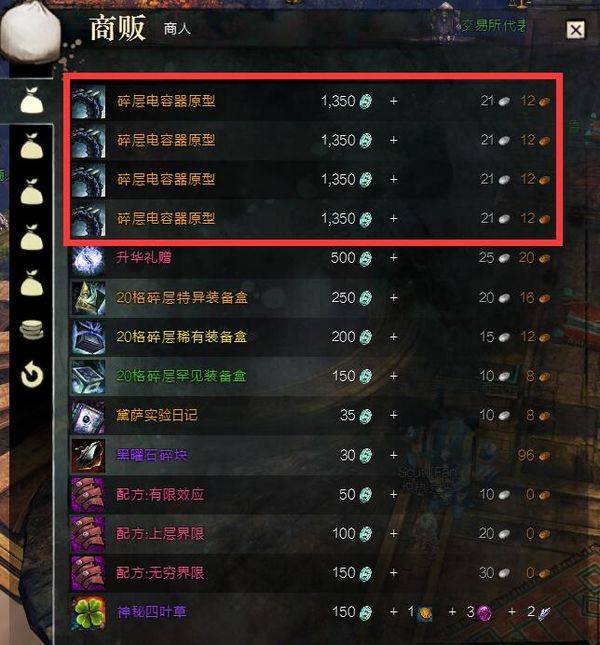 商贩 商人 交易所代表
碎层电容器原型 1,350 + 21 12
碎层电容器原型 1,350 + 21 12
碎层电容器原型 1,350 + 21 12
碎层电容器原型 1,350 + 21 12
升华礼赠 500 + 25 20
20格碎层特异装备盒 250 + 20 16
20格碎层稀有装备盒 200 + 15 12
20格碎层罕见装备盒 150 + 10 8
黛萨实验日记 35 + 10 8
黑曜石碎块 30 + 96
配方:有限效应 50 + 10 0
配方:上层界限 100 + 20 0
配方:无穷界限 150 + 30 0
神秘四叶草 150 + 1 + 3 + 2